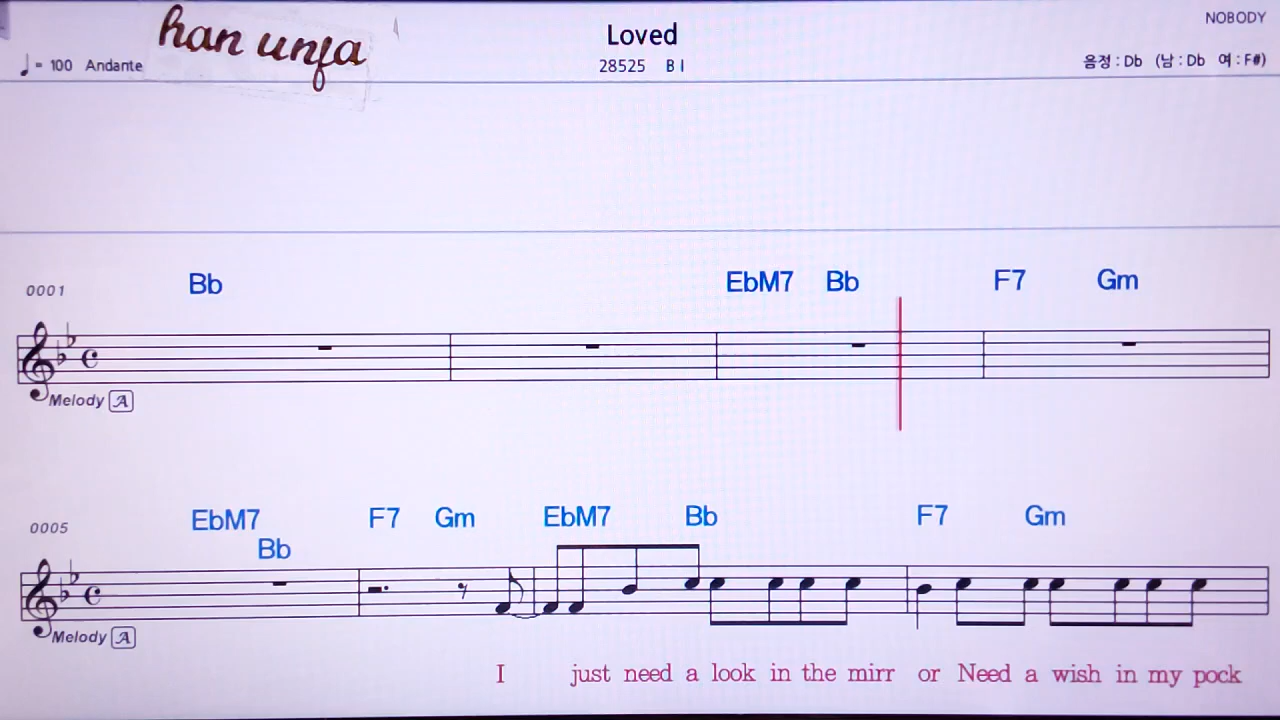 han unja
Loved
NOBODY
♩= 100 Andante
28525 B I
음정 : Db (남 : Db 여 : F#)
0001
Bb EbM7 Bb F7 Gm
Melody A
0005
EbM7 F7 Gm EbM7 Bb F7 Gm
Bb
Melody A
I just need a look in the mirr or Need a wish in my pock